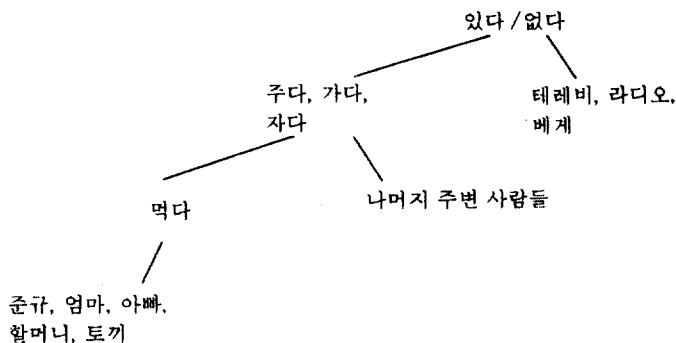 있다 / 없다
주다, 가다,
자다
테레비, 라디오,
베게
먹다
나머지 주변 사람들
준규, 엄마, 아빠,
할머니, 토끼